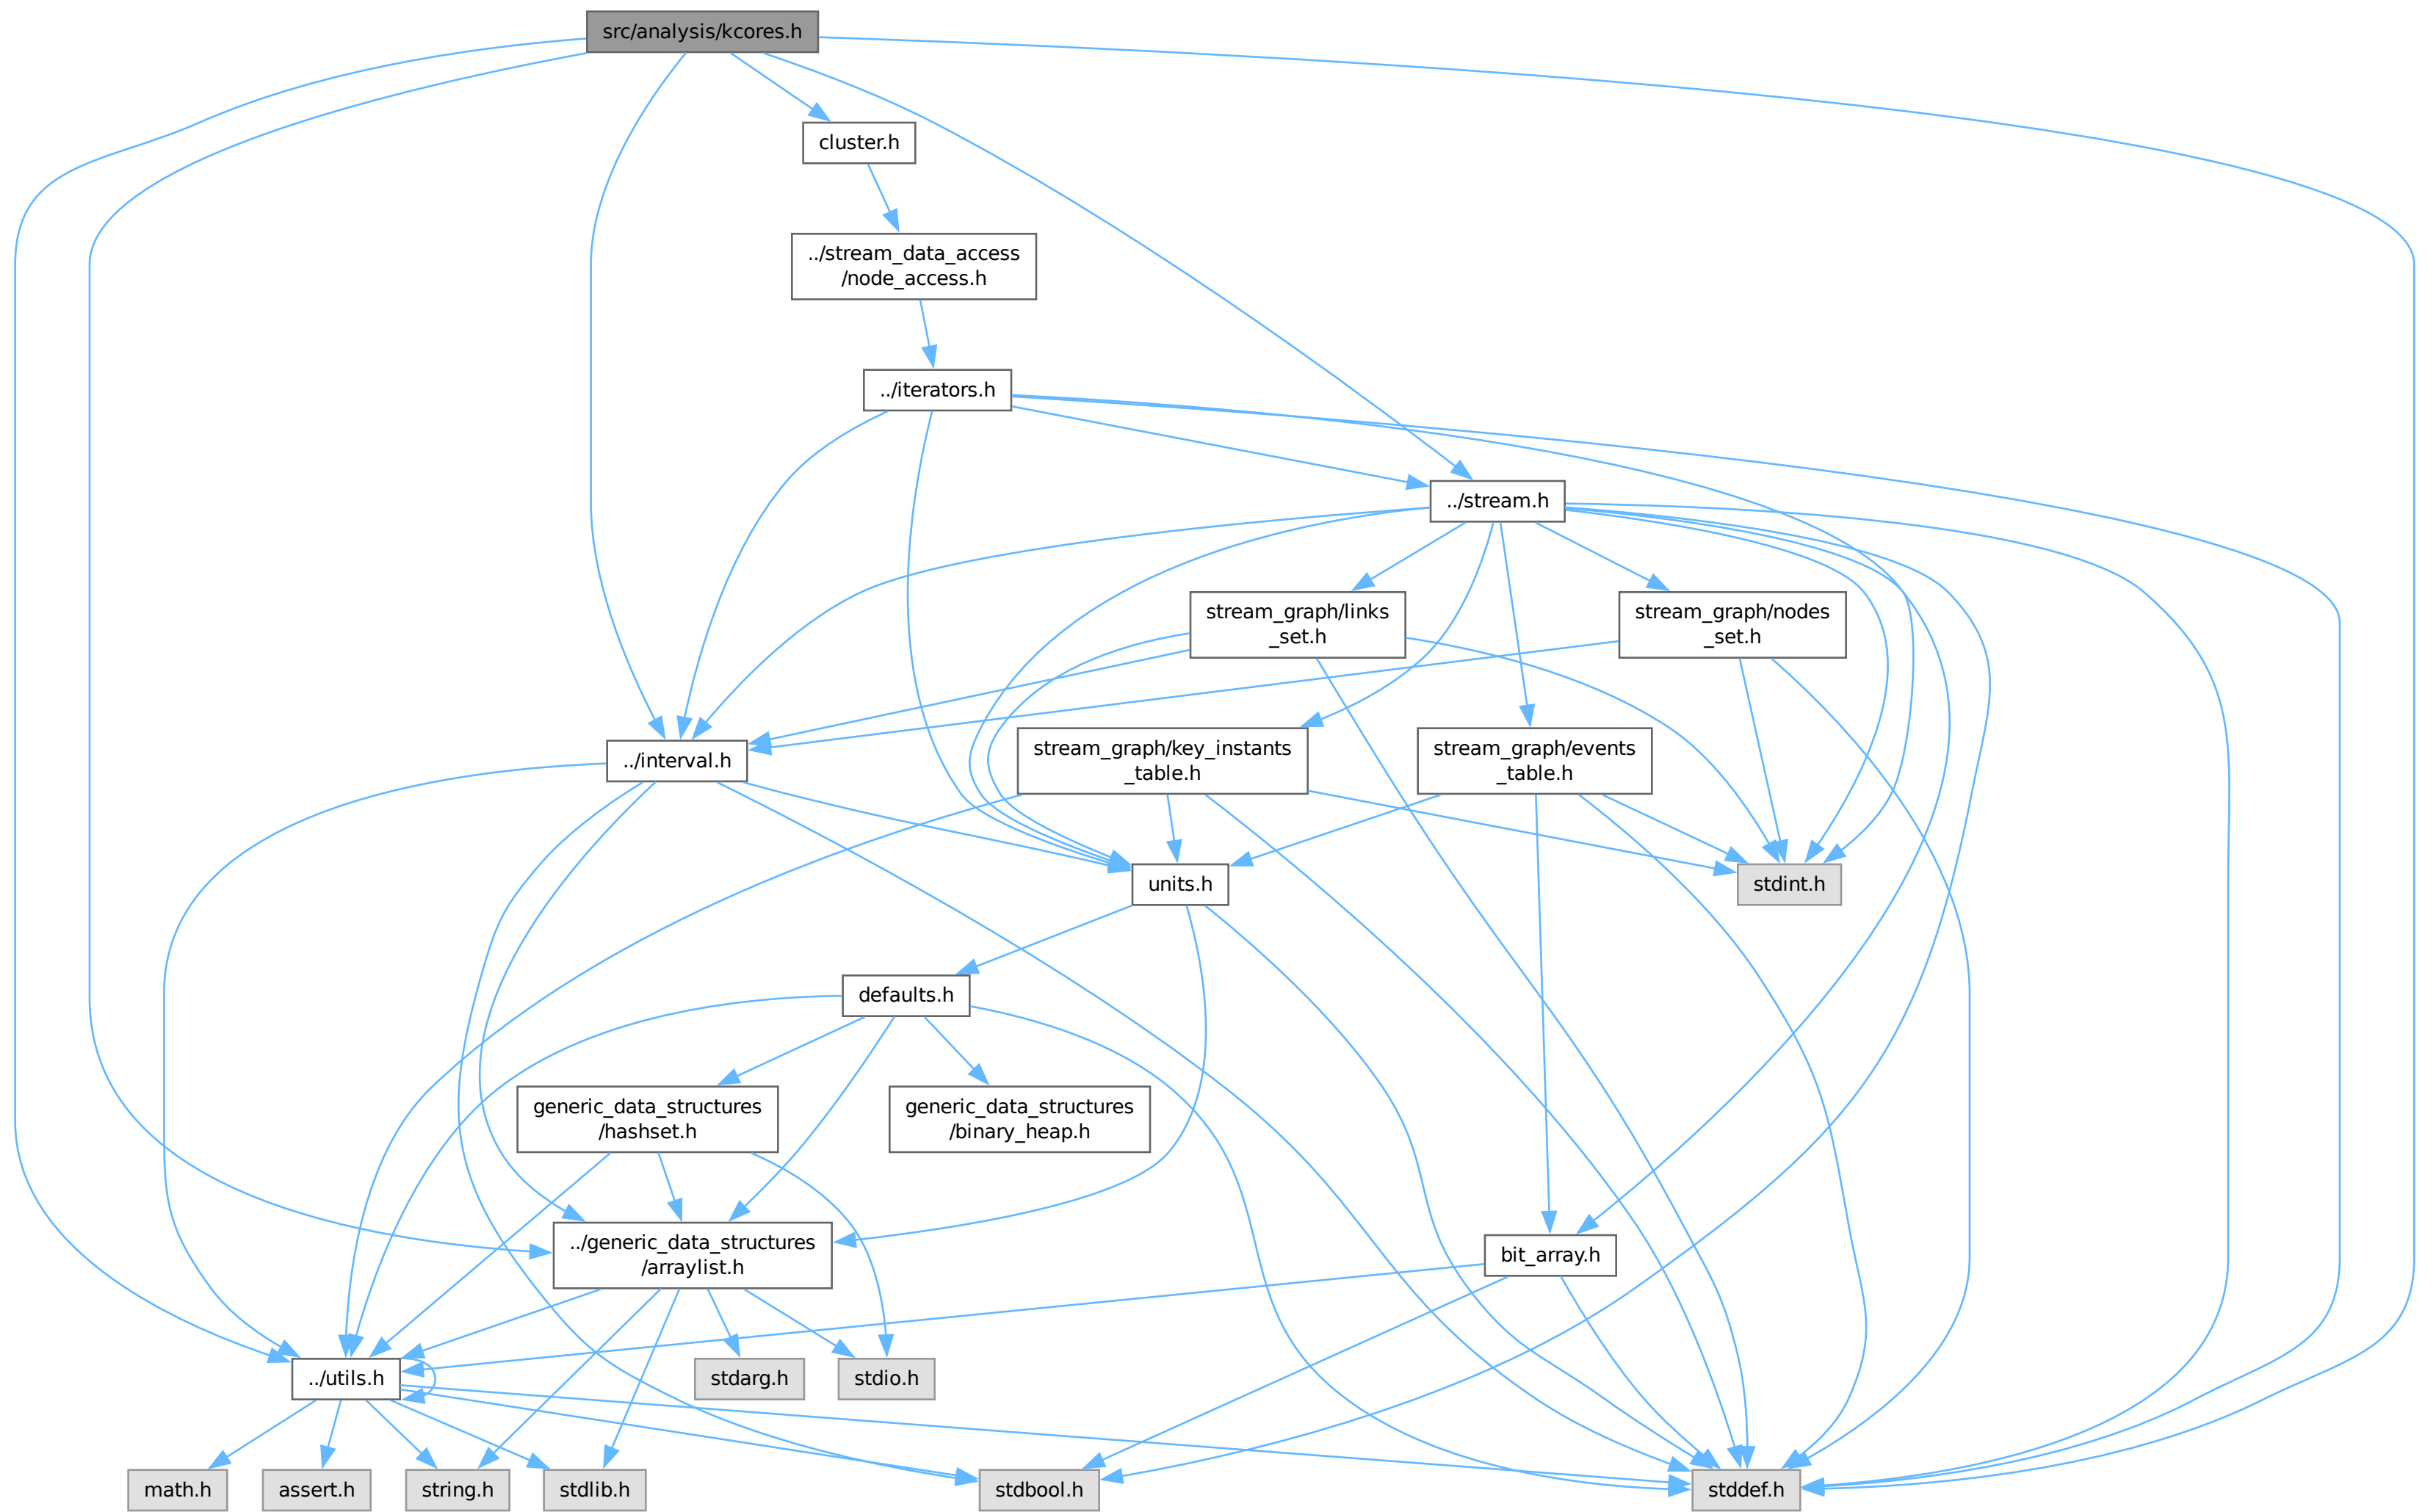 src/analysis/kcores.h
cluster.h
../stream_data_access
/node_access.h
../iterators.h
../stream.h
stream_graph/links
_set.h
stream_graph/nodes
_set.h
../interval.h
stream_graph/key_instants
_table.h
stream_graph/events
_table.h
units.h
stdint.h
defaults.h
generic_data_structures
/hashset.h
generic_data_structures
/binary_heap.h
../generic_data_structures
/arraylist.h
bit_array.h
../utils.h
stdarg.h
stdio.h
math.h
assert.h
string.h
stdlib.h
stdbool.h
stddef.h